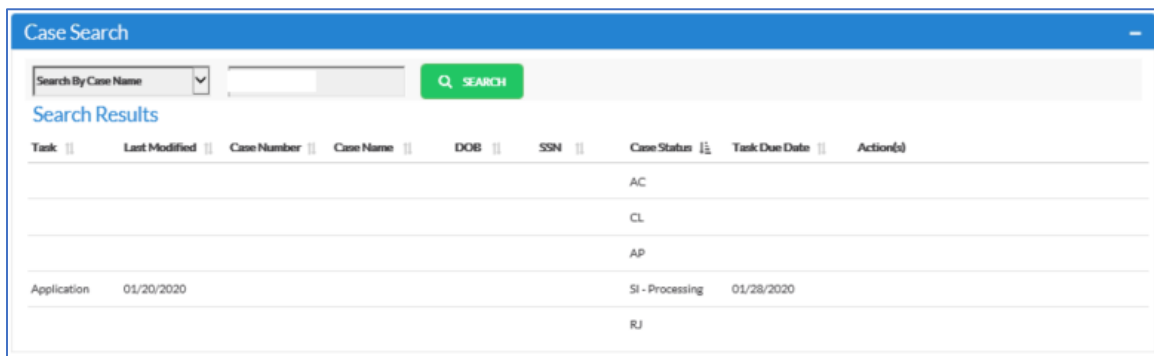 Case Search
Search By Case Name SEARCH
Search Results
Task Last Modified Case Number Case Name DOB SSN Case Status Task Due Date Action(s)
AC
CL
AP
Application 01/20/2020 SI - Processing 01/28/2020
RJ